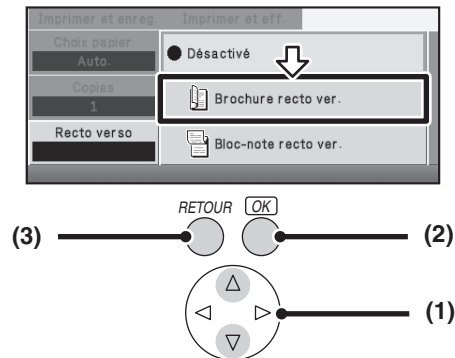 Imprimer et enreg. Imprimer et eff.
Choix papier
Auto.
Désactivé
Copies
1
Brochure recto ver.
Recto verso
Bloc-note recto ver.
RETOUR OK
(3) (2)
(1)